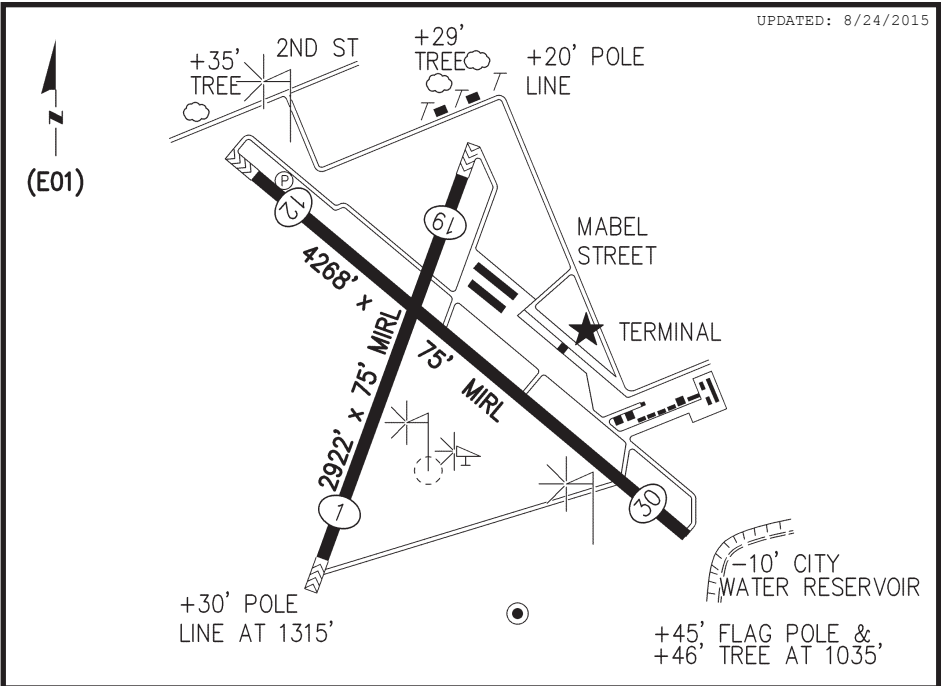 UPDATED: 8/24/2015
+35'
TREE
2ND ST
+29'
TREE
+20' POLE
LINE
N
(E01)
P
12
19
MABEL
STREET
4268' x
75' MIRL
TERMINAL
2922' x 75' MIRL
1
30
-10' CITY
WATER RESERVOIR
+30' POLE
LINE AT 1315'
+45' FLAG POLE &
+46' TREE AT 1035'